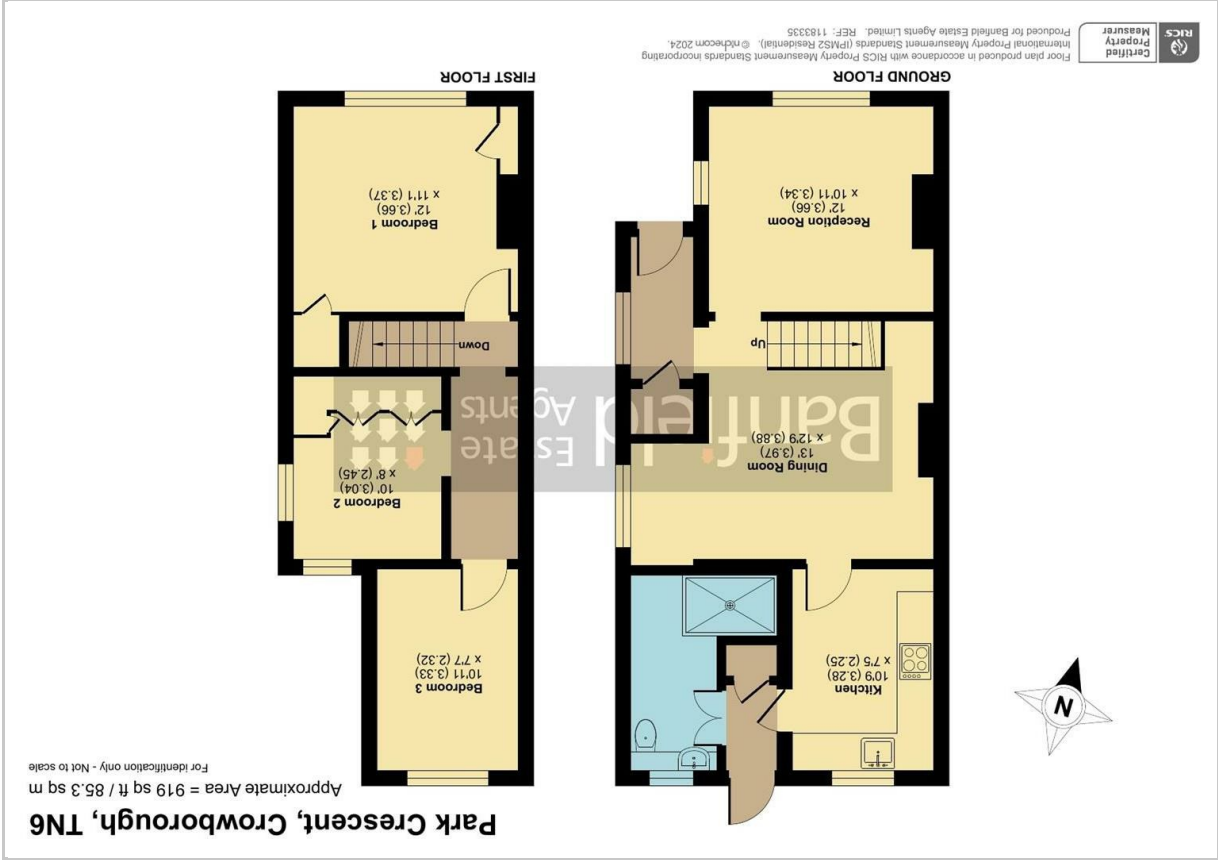 Park Crescent, Crowborough, TN6
Approximate Area = 919 sq ft / 85.3 sq m
For identification only - Not to scale
N
Kitchen
10'9 (3.28)
x 7'5 (2.25)
Bedroom 3
10'11 (3.33)
x 7'7 (2.32)
Dining Room
13' (3.97)
x 12'9 (3.88)
Bedroom 2
10' (3.04)
x 8' (2.45)
Banfield
Estate
Agents
Up
Down
Reception Room
12' (3.66)
x 10'11 (3.34)
Bedroom 1
12' (3.66)
x 11'1 (3.37)
GROUND FLOOR
FIRST FLOOR
RICS
Certified
Property
Measurer
Floor plan produced in accordance with RICS Property Measurement Standards incorporating
International Property Measurement Standards (IPMS2 Residential). © nichecom 2024.
Produced for Banfield Estate Agents Limited. REF: 1183335